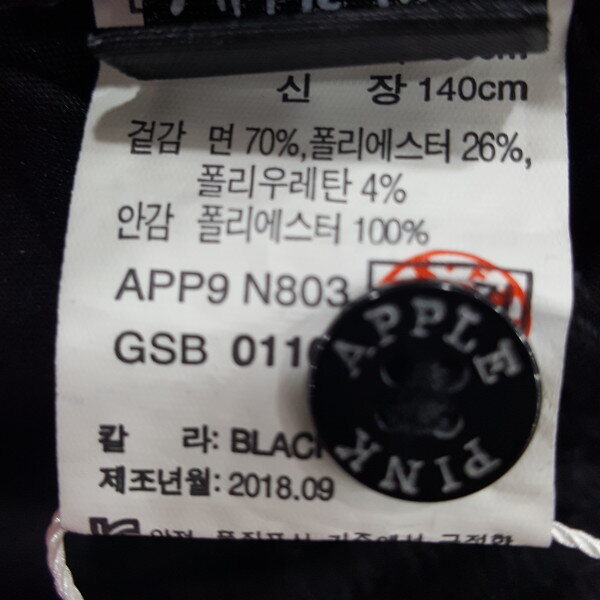 신 장 140cm
겉감 면 70%,폴리에스터 26%,
폴리우레탄 4%
안감 폴리에스터 100%
APP9 N803
GSB
APPLE
PINK
칼 라: BLACK
제조년월: 2018.09